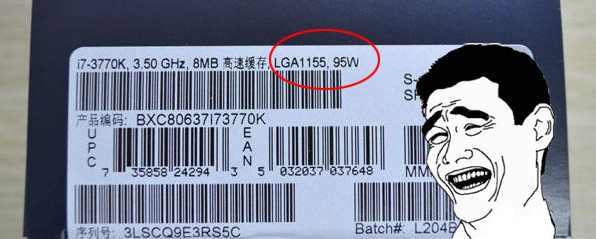 i7-3770K, 3.50 GHz, 8MB 高速缓存, LGA1155, 95W
S-
产品编码: BXC80637I73770K
UPC
EAN
7 35858 24294 3 5 032037 037648
MM
序列号: 3LSCQ9E3RS5C
Batch#: L204B